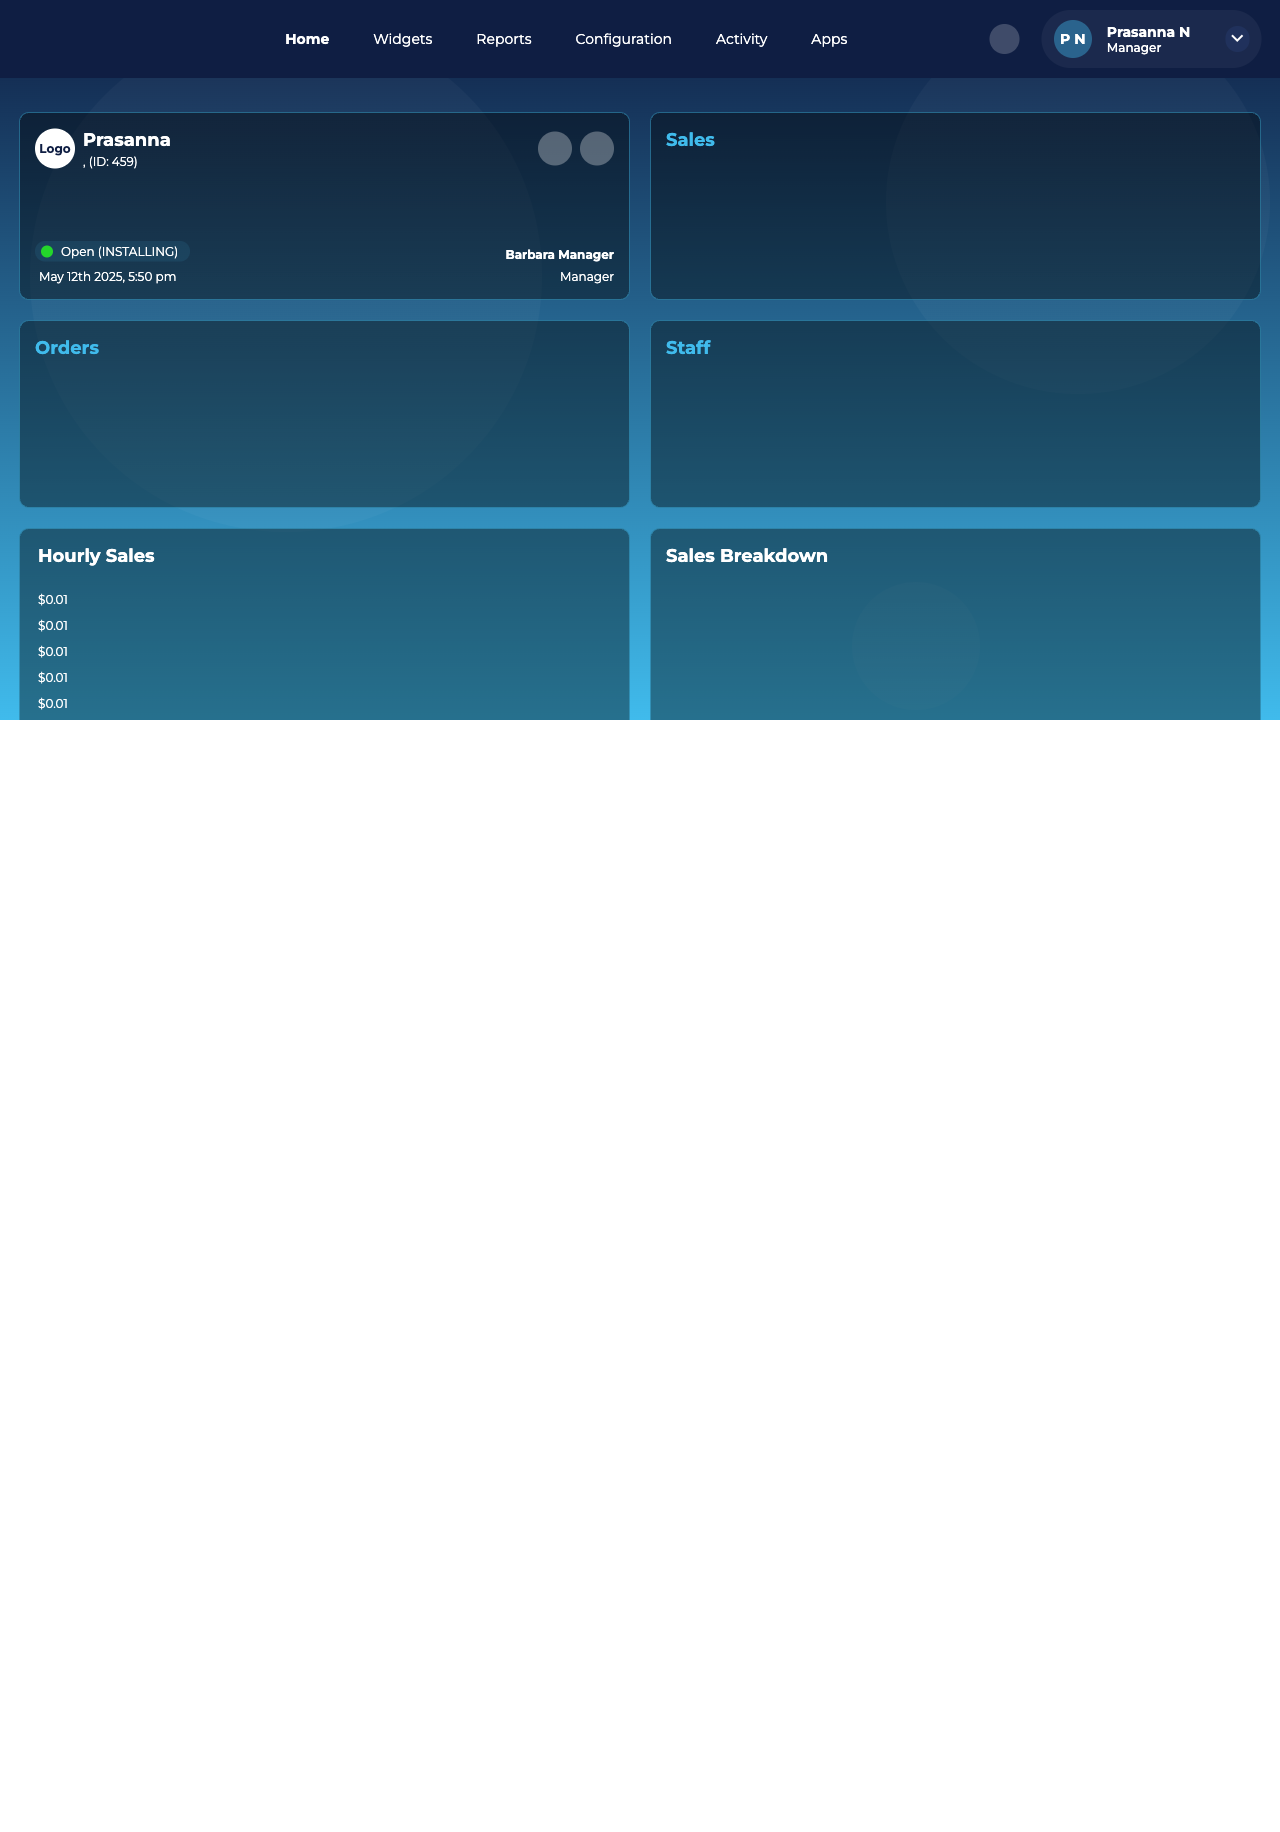 Home Widgets Reports Configuration Activity Apps
P N
Prasanna N
Manager
Logo
Prasanna
, (ID: 459)
Open (INSTALLING)
May 12th 2025, 5:50 pm
Barbara Manager
Manager
Sales
Orders
Staff
Hourly Sales
$0.01
$0.01
$0.01
$0.01
$0.01
Sales Breakdown